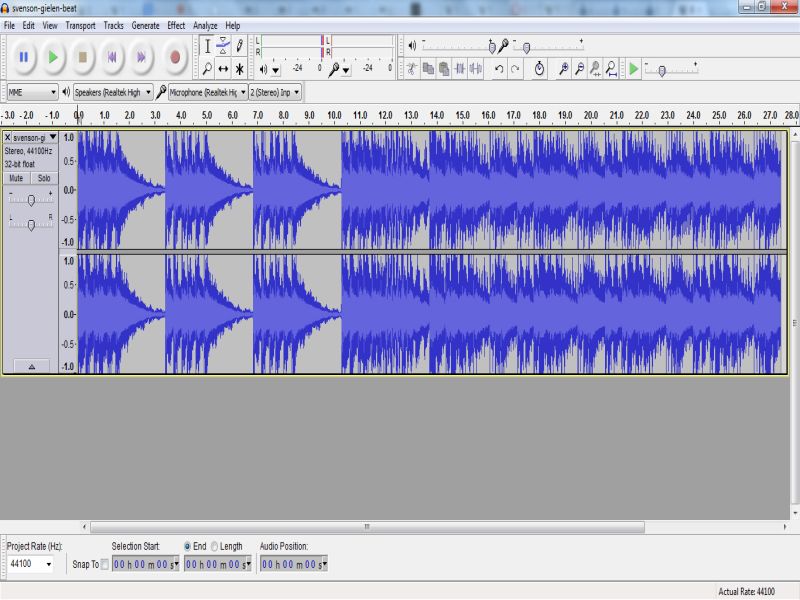 svenson-gielen-beat
File Edit View Transport Tracks Generate Effect Analyze Help
L
R
-24 0
L
R
-24 0
- +
- +
- +
MME
Speakers (Realtek High
Microphone (Realtek Hig
2 (Stereo) Inp
-3.0 -2.0 -1.0 0.0 1.0 2.0 3.0 4.0 5.0 6.0 7.0 8.0 9.0 10.0 11.0 12.0 13.0 14.0 15.0 16.0 17.0 18.0 19.0 20.0 21.0 22.0 23.0 24.0 25.0 26.0 27.0 28.0
svenson-gi
Stereo, 44100Hz
32-bit float
Mute Solo
- +
L R
1.0
0.5
0.0
-0.5
-1.0
1.0
0.5
0.0
-0.5
-1.0
Project Rate (Hz):
44100
Snap To
Selection Start:
00 h 00 m 00 s
End Length
00 h 00 m 00 s
Audio Position:
00 h 00 m 00 s
Actual Rate: 44100